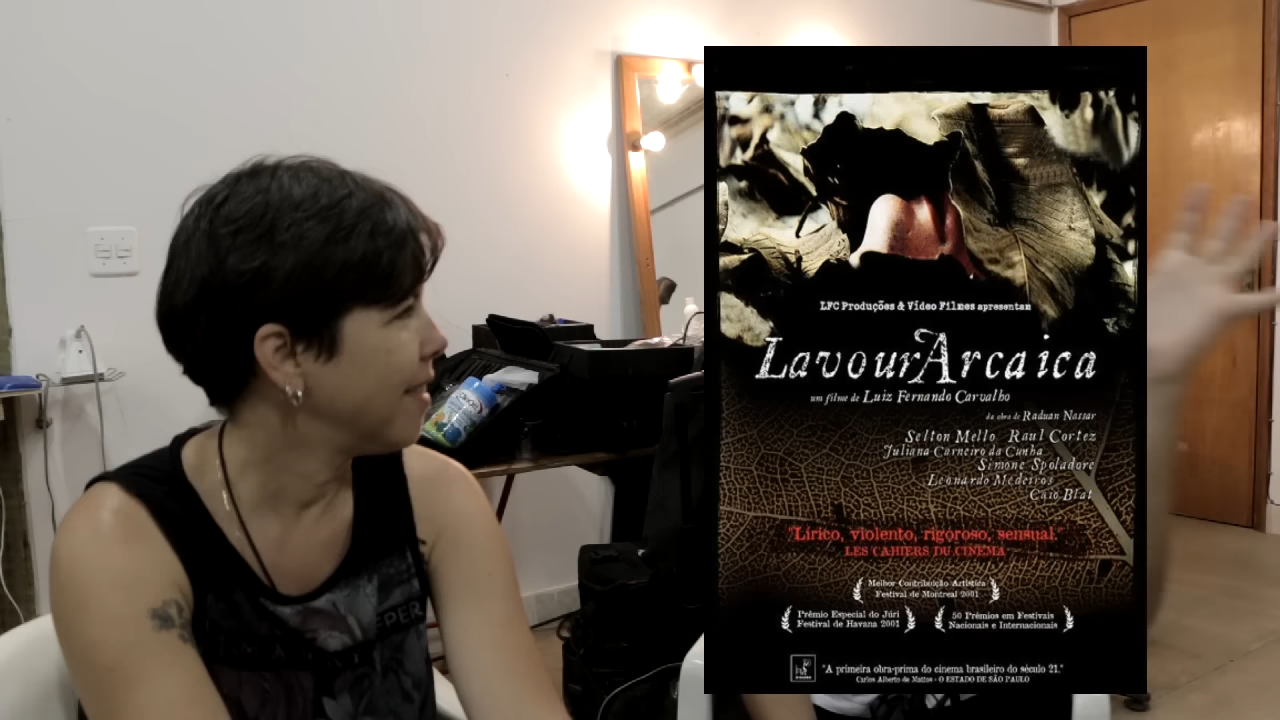 LFC Produções & Vídeo Filmes apresentam
LavourArcaica
um filme de Luiz Fernando Carvalho
da obra de Raduan Nassar
Selton Mello Raul Cortez
Juliana Carneiro da Cunha
Simone Spoladore
Leonardo Medeiros
Caio Blat
"Lírico, violento, rigoroso, sensual."
LES CAHIERS DU CINÉMA
Melhor Contribuição Artística
Festival de Montreal 2001
Prêmio Especial do Júri
Festival de Havana 2001
50 Prêmios em Festivais
Nacionais e Internacionais
"A primeira obra-prima do cinema brasileiro do século 21."
Carlos Alberto de Mattos - O ESTADO DE SÃO PAULO